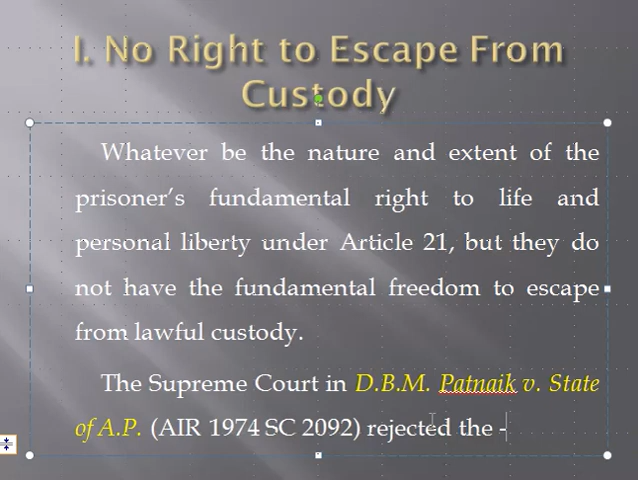 I. No Right to Escape From
Custody
Whatever be the nature and extent of the
prisoner's fundamental right to life and
personal liberty under Article 21, but they do
not have the fundamental freedom to escape
from lawful custody.
The Supreme Court in D.B.M. Patnaik v. State
of A.P. (AIR 1974 SC 2092) rejected the -